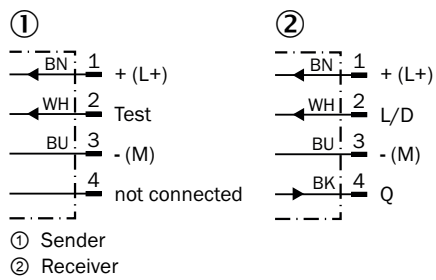 ① ②
BN 1 + (L+) BN 1 + (L+)
WH 2 Test WH 2 L/D
BU 3 - (M) BU 3 - (M)
4 not connected BK 4 Q
① Sender
② Receiver